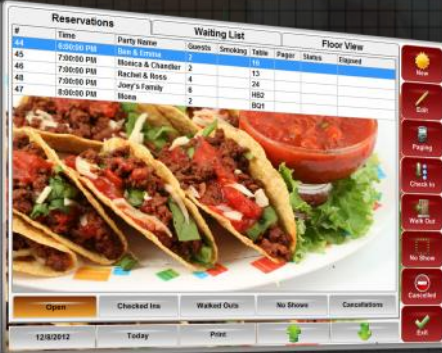 Reservations
Waiting List
Floor View
# Time Party Name Guests Smoking Table Pager Status Elapsed
44 6:00:00 PM Ben & Emma 2 16
45 7:00:00 PM Monica & Chandler 2 13
46 7:00:00 PM Rachel & Ross 4 24
48 7:00:00 PM Joey's Family 6 HB2
47 8:00:00 PM Mona 2 BQ1
New
Edit
Paging
Check In
Walk Out
No Show
Cancelled
Exit
Open
Checked Ins
Walked Outs
No Shows
Cancellations
12/8/2012
Today
Print